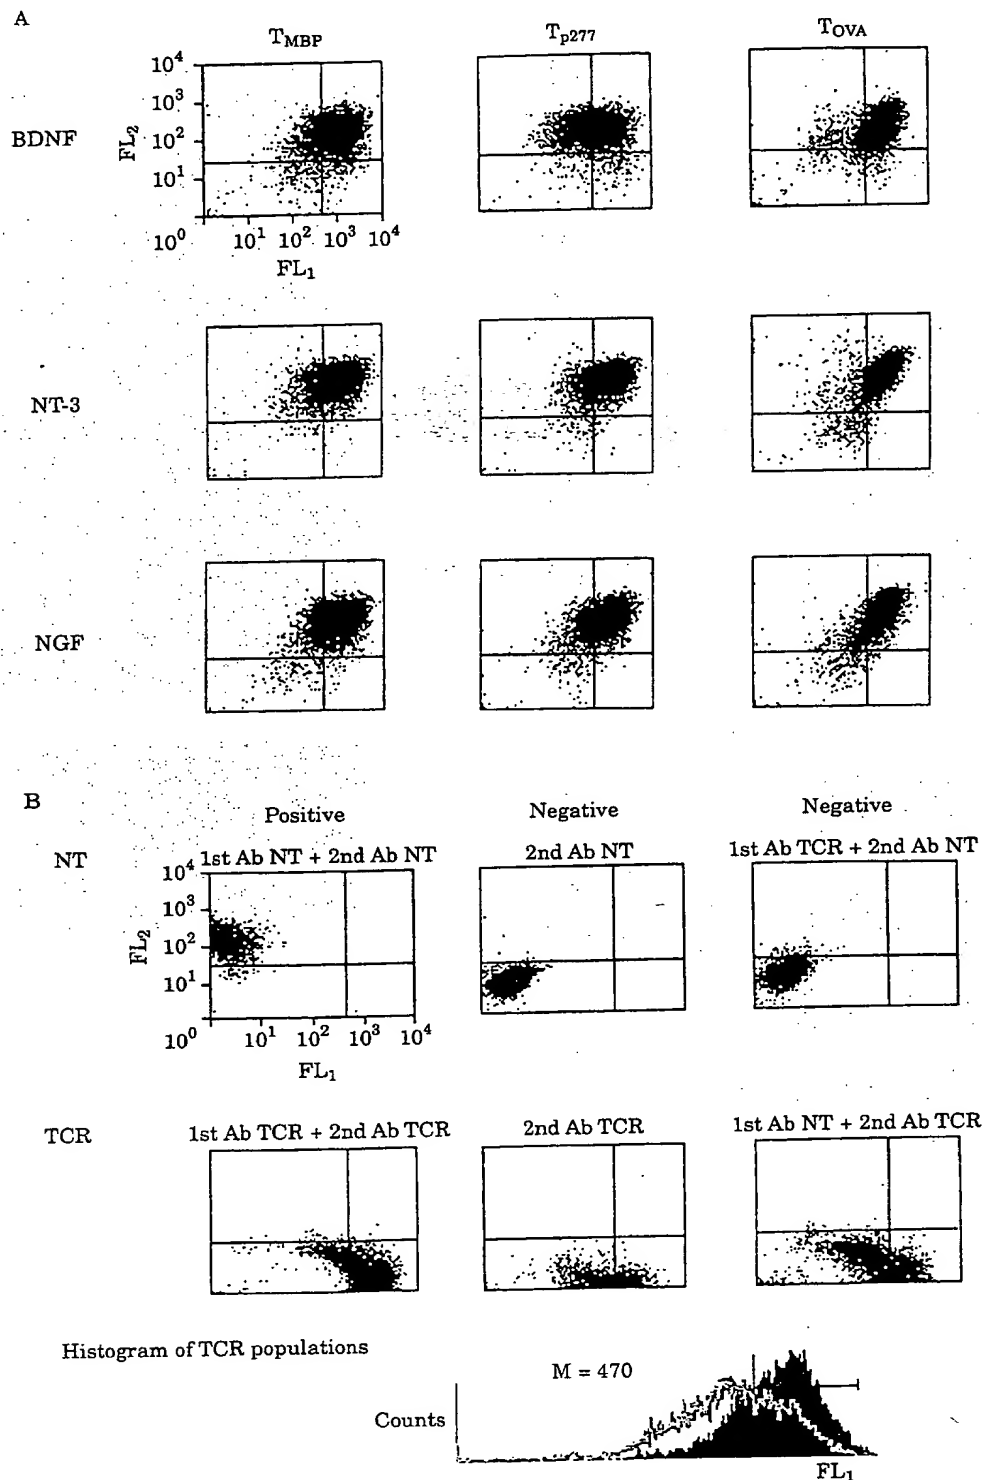 A
T_MBP T_p277 T_OVA
BDNF
FL₂
10⁴
10³
10²
10¹
10⁰ 10¹ 10² 10³ 10⁴
FL₁
NT-3
NGF
B
Positive Negative Negative
NT
1st Ab NT + 2nd Ab NT 2nd Ab NT 1st Ab TCR + 2nd Ab NT
FL₂
10⁴
10³
10²
10¹
10⁰ 10¹ 10² 10³ 10⁴
FL₁
TCR
1st Ab TCR + 2nd Ab TCR 2nd Ab TCR 1st Ab NT + 2nd Ab TCR
Histogram of TCR populations
M = 470
Counts
FL₁